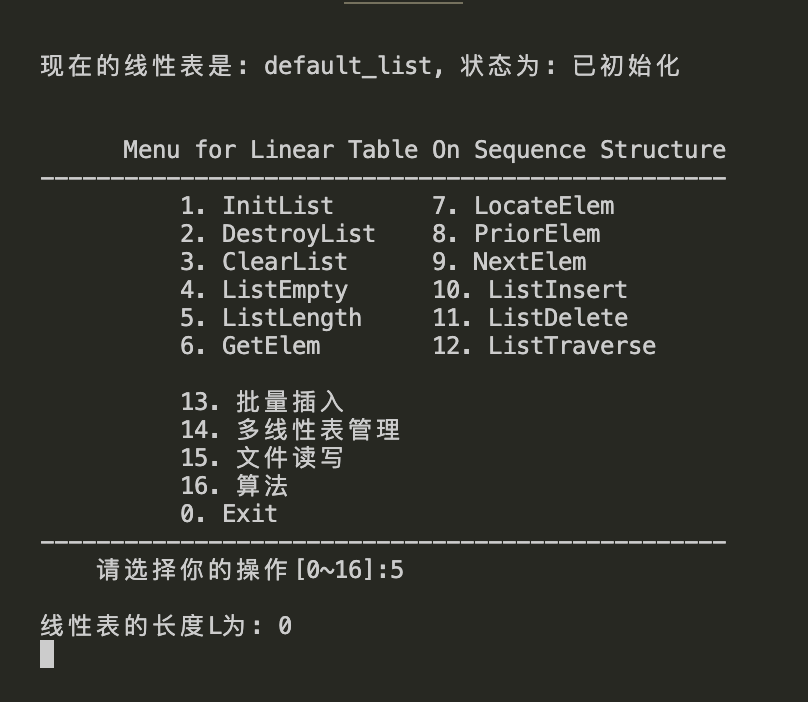 现在的线性表是: default_list, 状态为: 已初始化
Menu for Linear Table On Sequence Structure
-------------------------------------------------
1. InitList 7. LocateElem
2. DestroyList 8. PriorElem
3. ClearList 9. NextElem
4. ListEmpty 10. ListInsert
5. ListLength 11. ListDelete
6. GetElem 12. ListTraverse
13. 批量插入
14. 多线性表管理
15. 文件读写
16. 算法
0. Exit
-------------------------------------------------
请选择你的操作[0~16]:5
线性表的长度L为: 0